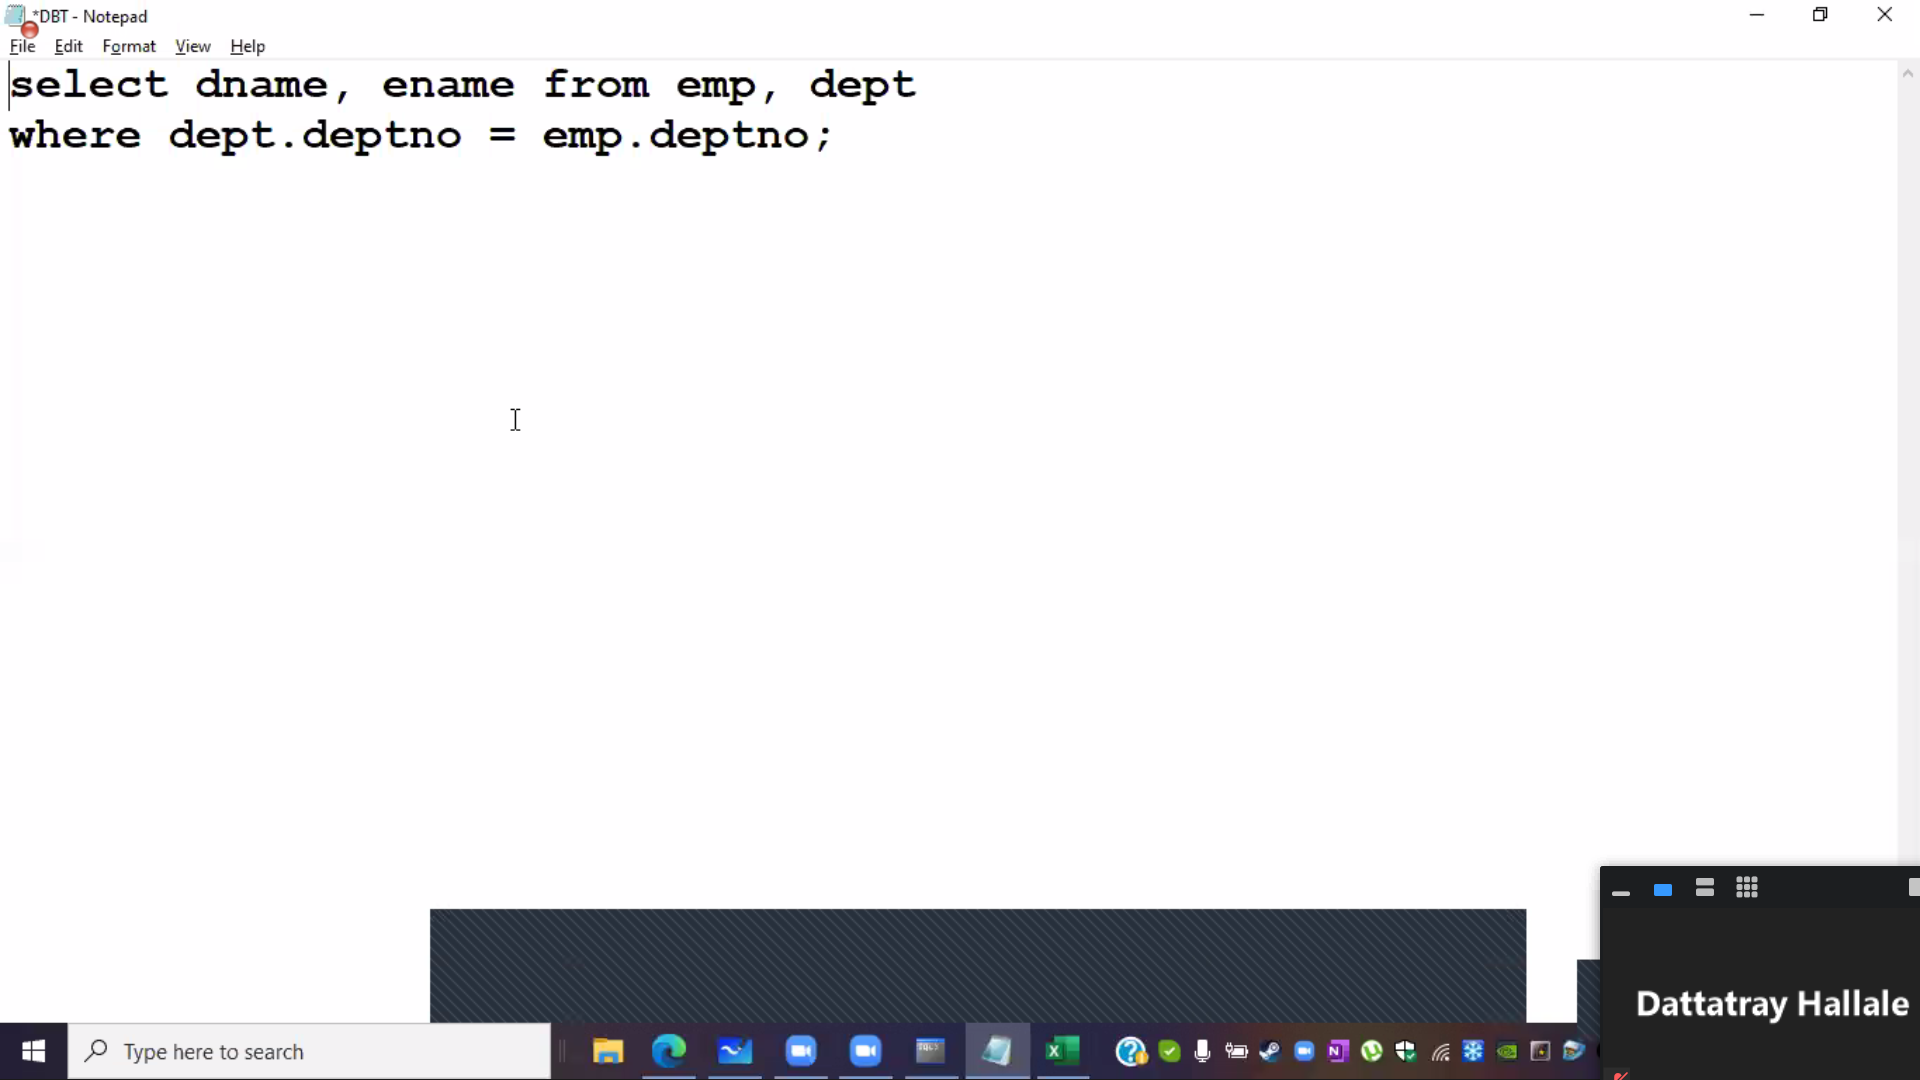 *DBT - Notepad
File Edit Format View Help
select dname, ename from emp, dept
where dept.deptno = emp.deptno;
Dattatray Hallale
Type here to search